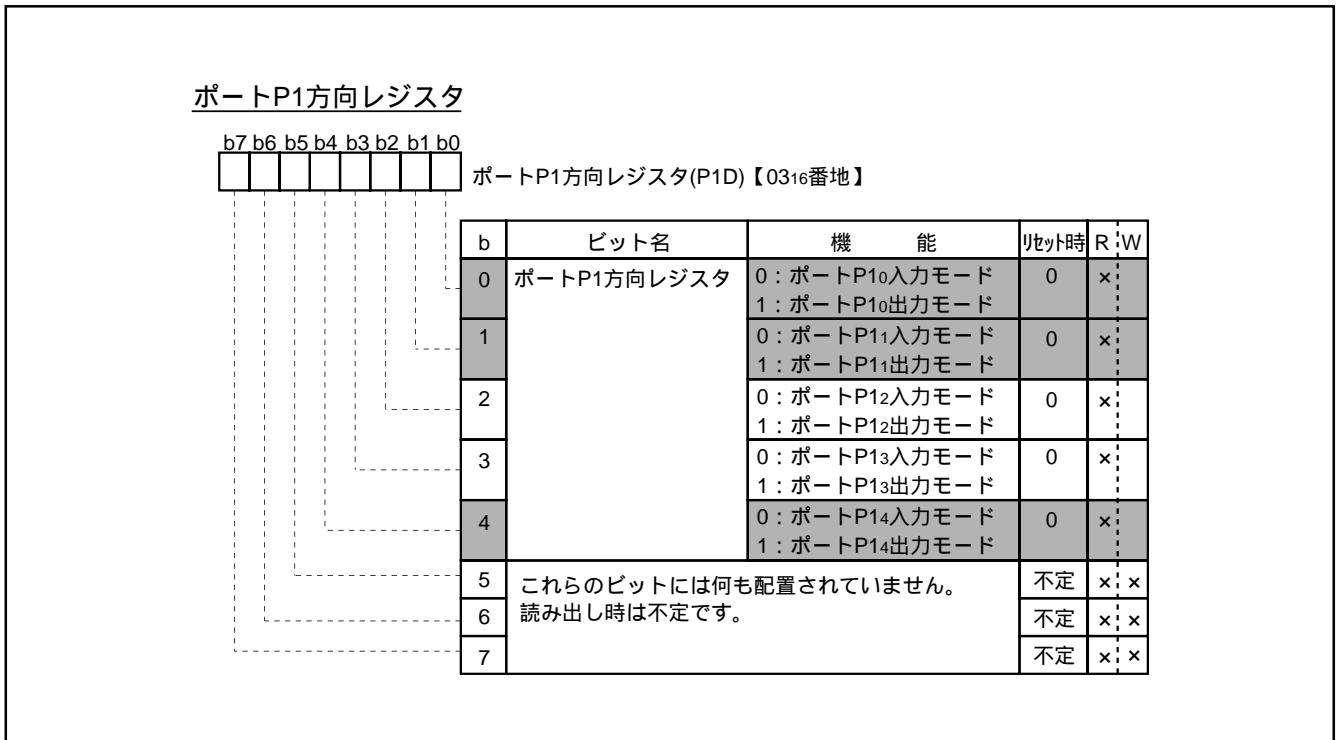 ポートP1方向レジスタ
b7 b6 b5 b4 b3 b2 b1 b0
ポートP1方向レジスタ(P1D)【0316番地】
b ビット名 機 能 リセット時 R W
0 ポートP1方向レジスタ 0：ポートP10入力モード 0 ×
1：ポートP10出力モード
1 0：ポートP11入力モード 0 ×
1：ポートP11出力モード
2 0：ポートP12入力モード 0 ×
1：ポートP12出力モード
3 0：ポートP13入力モード 0 ×
1：ポートP13出力モード
4 0：ポートP14入力モード 0 ×
1：ポートP14出力モード
5 これらのビットには何も配置されていません。 不定 × ×
6 読み出し時は不定です。 不定 × ×
7 不定 × ×